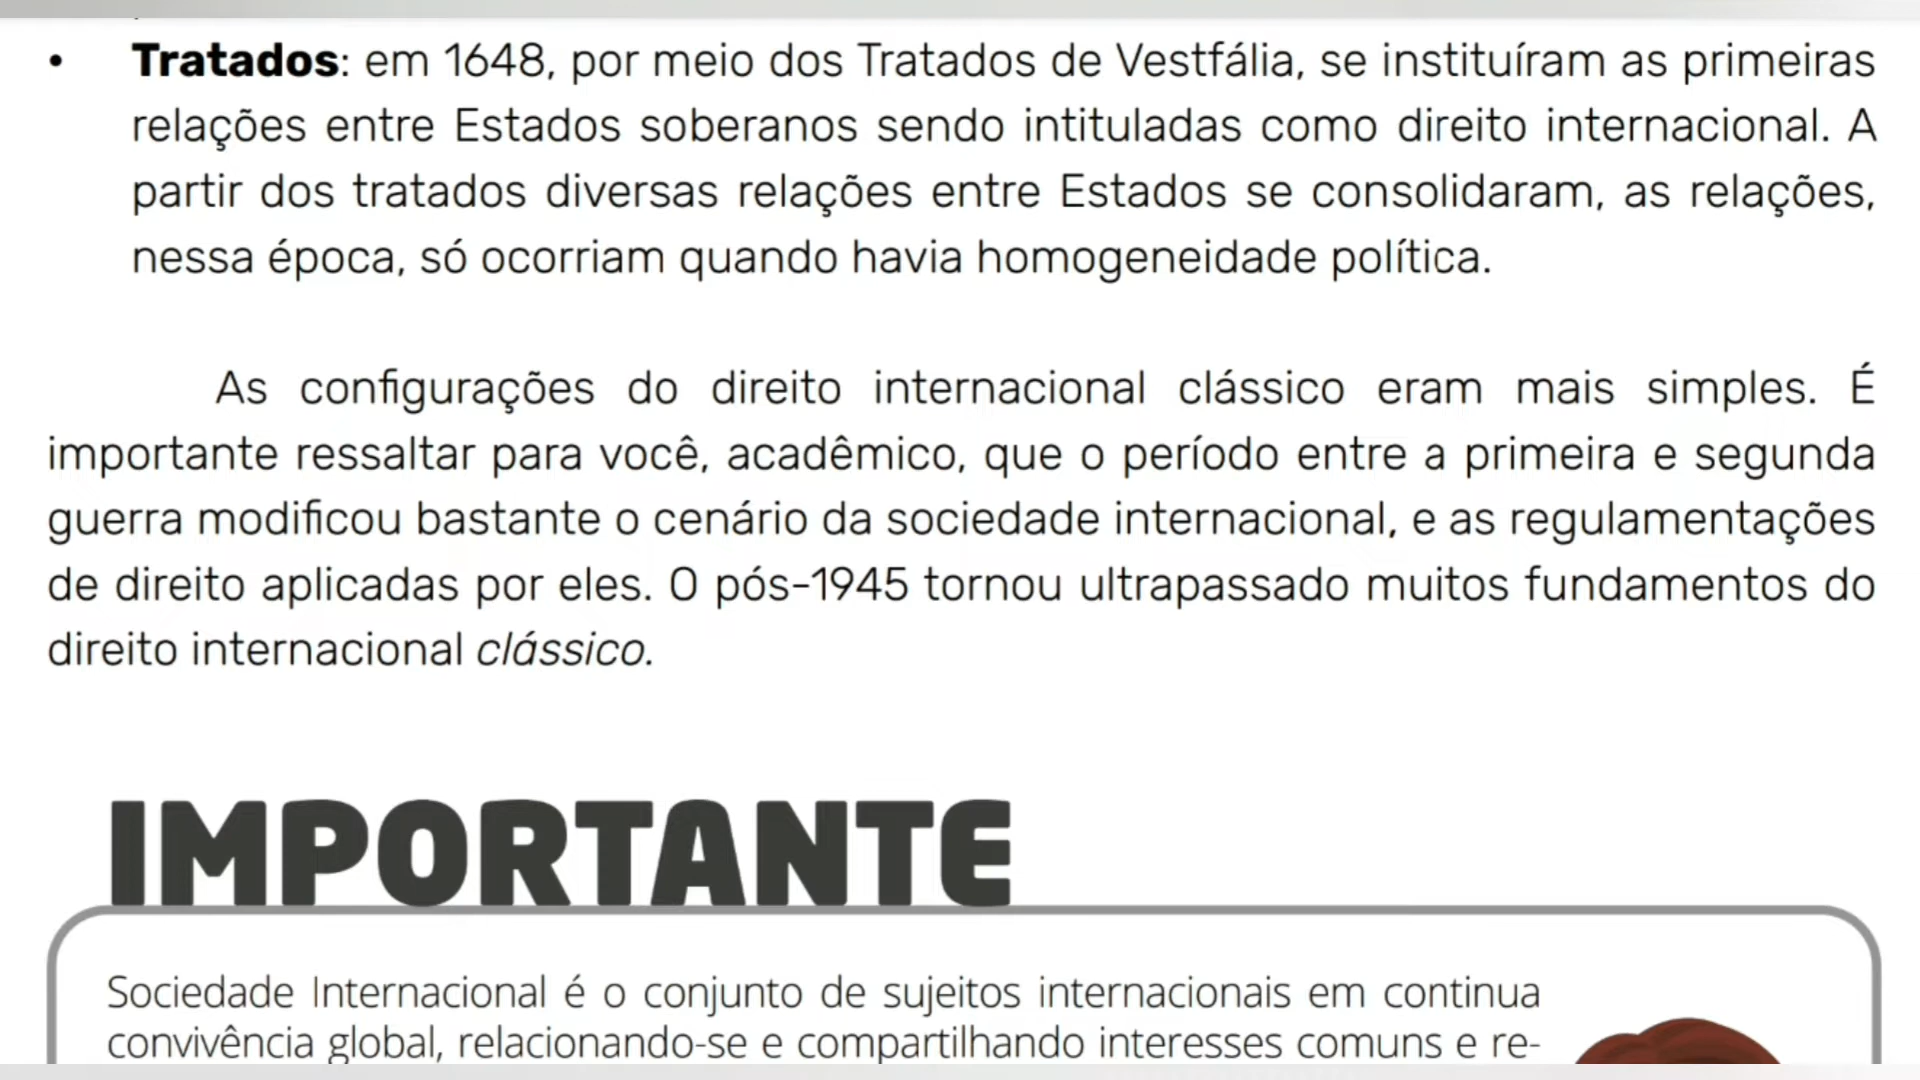 • Tratados: em 1648, por meio dos Tratados de Vestfália, se instituíram as primeiras
relações entre Estados soberanos sendo intituladas como direito internacional. A
partir dos tratados diversas relações entre Estados se consolidaram, as relações,
nessa época, só ocorriam quando havia homogeneidade política.
As configurações do direito internacional clássico eram mais simples. É
importante ressaltar para você, acadêmico, que o período entre a primeira e segunda
guerra modificou bastante o cenário da sociedade internacional, e as regulamentações
de direito aplicadas por eles. O pós-1945 tornou ultrapassado muitos fundamentos do
direito internacional clássico.
IMPORTANTE
Sociedade Internacional é o conjunto de sujeitos internacionais em continua
convivência global, relacionando-se e compartilhando interesses comuns e re-